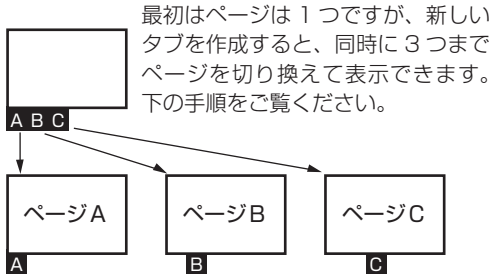 最初はページは 1 つですが、新しい
タブを作成すると、同時に 3 つまで
ページを切り換えて表示できます。
下の手順をご覧ください。
A B C
ページA
ページB
ページC
A
B
C